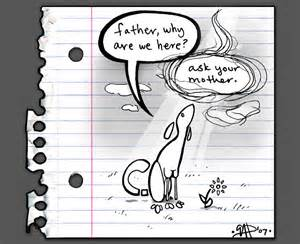 father, why
are we here?
ask your
mother.